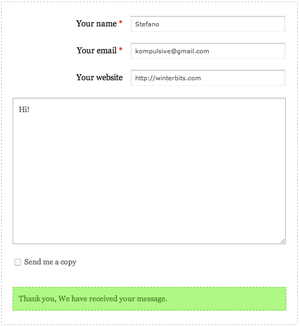 Your name *
Stefano
Your email *
kompulsive@gmail.com
Your website
http://winterbits.com
Hi!
Send me a copy
Thank you, We have received your message.